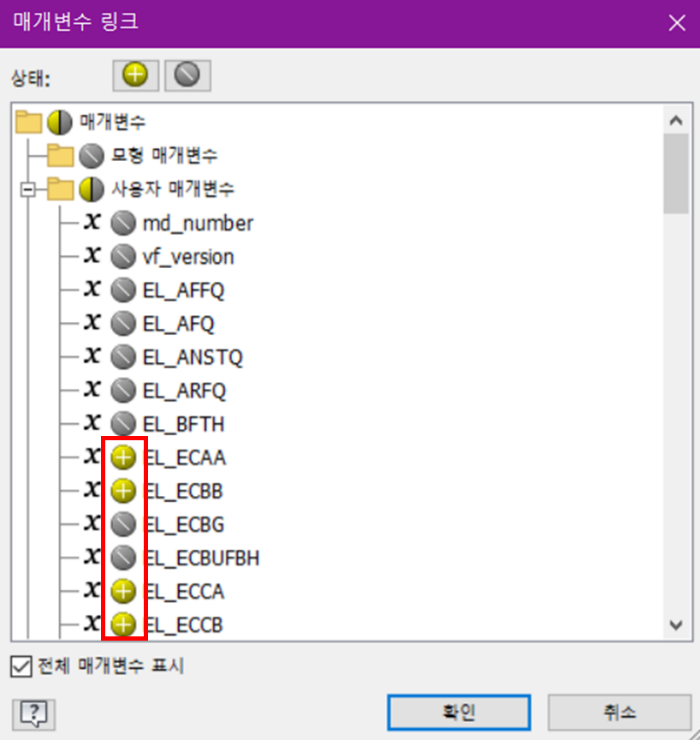 매개변수 링크
상태:
매개변수
모형 매개변수
사용자 매개변수
x md_number
x vf_version
x EL_AFFQ
x EL_AFQ
x EL_ANSTQ
x EL_ARFQ
x EL_BFTH
x EL_ECAA
x EL_ECBB
x EL_ECBG
x EL_ECBUFBH
x EL_ECCA
x EL_ECCB
전체 매개변수 표시
? 확인 취소